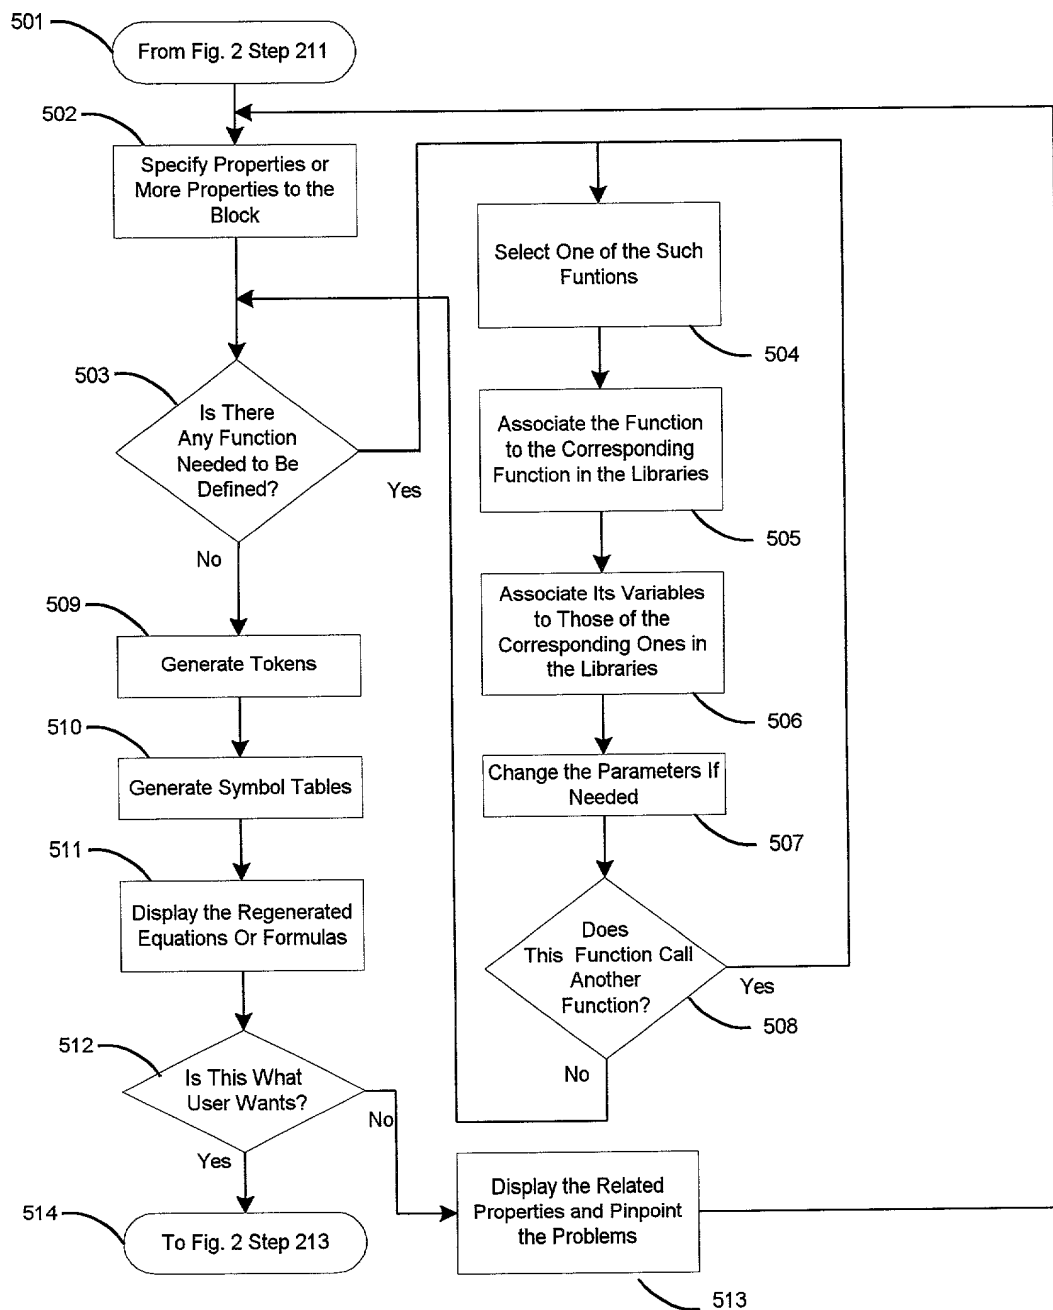 501
From Fig. 2 Step 211
502
Specify Properties or
More Properties to the
Block
503
Is There
Any Function
Needed to Be
Defined?
Yes
No
Select One of the Such
Funtions
504
Associate the Function
to the Corresponding
Function in the Libraries
505
Associate Its Variables
to Those of the
Corresponding Ones in
the Libraries
506
Change the Parameters If
Needed
507
Does
This Function Call
Another
Function?
Yes
508
No
509
Generate Tokens
510
Generate Symbol Tables
511
Display the Regenerated
Equations Or Formulas
512
Is This What
User Wants?
No
Yes
Display the Related
Properties and Pinpoint
the Problems
513
514
To Fig. 2 Step 213